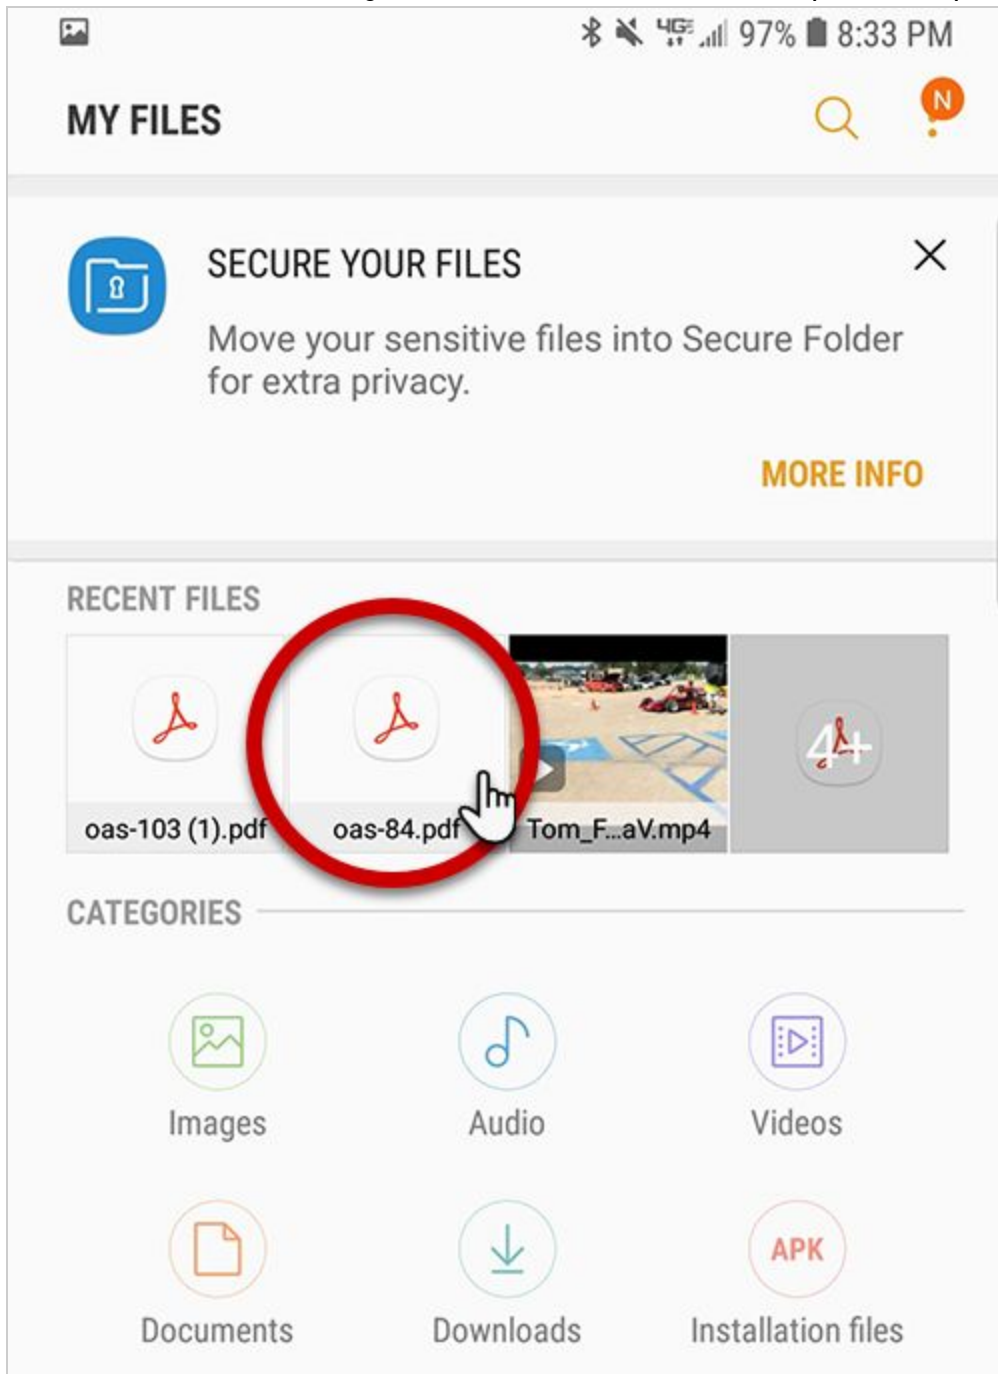 4GE 97% 8:33 PM
MY FILES
N
SECURE YOUR FILES
Move your sensitive files into Secure Folder
for extra privacy.
MORE INFO
RECENT FILES
4+
oas-103 (1).pdf oas-84.pdf Tom_F...aV.mp4
CATEGORIES
Images Audio Videos
APK
Documents Downloads Installation files